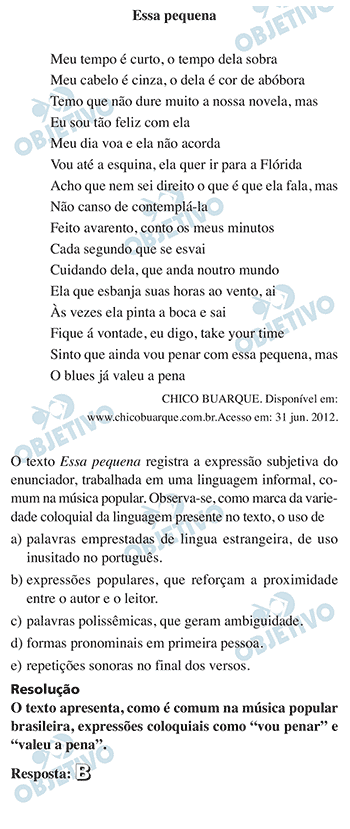 Essa pequena
Meu tempo é curto, o tempo dela sobra
Meu cabelo é cinza, o dela é cor de abóbora
Temo que não dure muito a nossa novela, mas
Eu sou tão feliz com ela
Meu dia voa e ela não acorda
Vou até a esquina, ela quer ir para a Flórida
Acho que nem sei direito o que é que ela fala, mas
Não canso de contemplá-la
Feito avarento, conto os meus minutos
Cada segundo que se esvai
Cuidando dela, que anda noutro mundo
Ela que esbanja suas horas ao vento, ai
Às vezes ela pinta a boca e sai
Fique á vontade, eu digo, take your time
Sinto que ainda vou penar com essa pequena, mas
O blues já valeu a pena
CHICO BUARQUE. Disponível em:
www.chicobuarque.com.br.Acesso em: 31 jun. 2012.
O texto Essa pequena registra a expressão subjetiva do
enunciador, trabalhada em uma linguagem informal, co-
mum na música popular. Observa-se, como marca da varie-
dade coloquial da linguagem presente no texto, o uso de
a) palavras emprestadas de lingua estrangeira, de uso
inusitado no português.
b) expressões populares, que reforçam a proximidade
entre o autor e o leitor.
c) palavras polissêmicas, que geram ambiguidade.
d) formas pronominais em primeira pessoa.
e) repetições sonoras no final dos versos.
Resolução
O texto apresenta, como é comum na música popular
brasileira, expressões coloquiais como “vou penar” e
“valeu a pena”.
Resposta: B
OBJETIVO
OBJETIVO
OBJETIVO
OBJETIVO
OBJETIVO
OBJETIVO
OBJETIVO
OBJETIVO
OBJETIVO